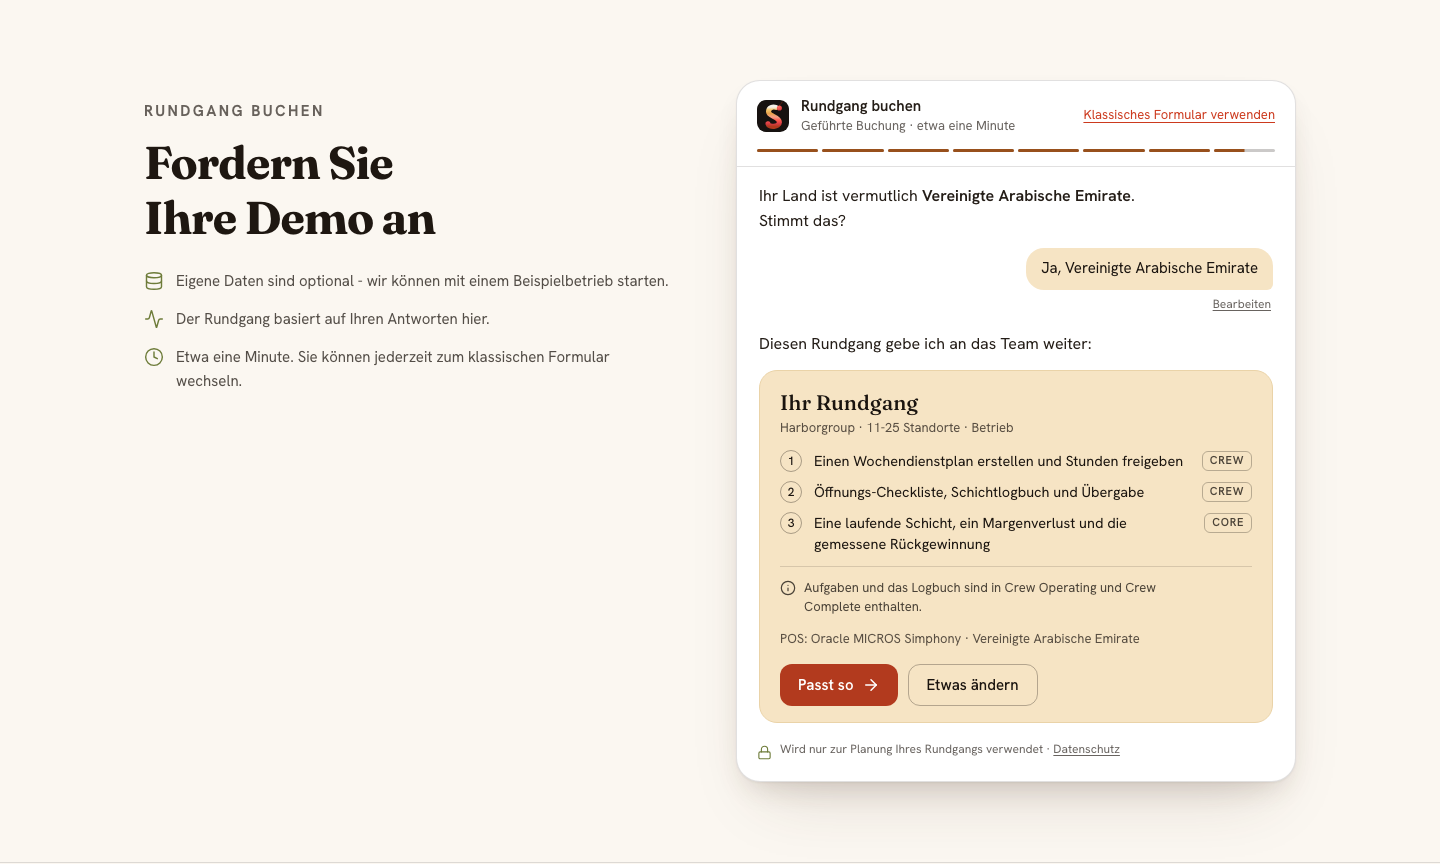 RUNDGANG BUCHEN
Fordern Sie
Ihre Demo an
Eigene Daten sind optional - wir können mit einem Beispielbetrieb starten.
Der Rundgang basiert auf Ihren Antworten hier.
Etwa eine Minute. Sie können jederzeit zum klassischen Formular
wechseln.
S
Rundgang buchen
Geführte Buchung · etwa eine Minute
Klassisches Formular verwenden
Ihr Land ist vermutlich Vereinigte Arabische Emirate.
Stimmt das?
Ja, Vereinigte Arabische Emirate
Bearbeiten
Diesen Rundgang gebe ich an das Team weiter:
Ihr Rundgang
Harborgroup · 11-25 Standorte · Betrieb
1 Einen Wochendienstplan erstellen und Stunden freigeben CREW
2 Öffnungs-Checkliste, Schichtlogbuch und Übergabe CREW
3 Eine laufende Schicht, ein Margenverlust und die CORE
gemessene Rückgewinnung
Aufgaben und das Logbuch sind in Crew Operating und Crew
Complete enthalten.
POS: Oracle MICROS Simphony · Vereinigte Arabische Emirate
Passt so
Etwas ändern
Wird nur zur Planung Ihres Rundgangs verwendet · Datenschutz